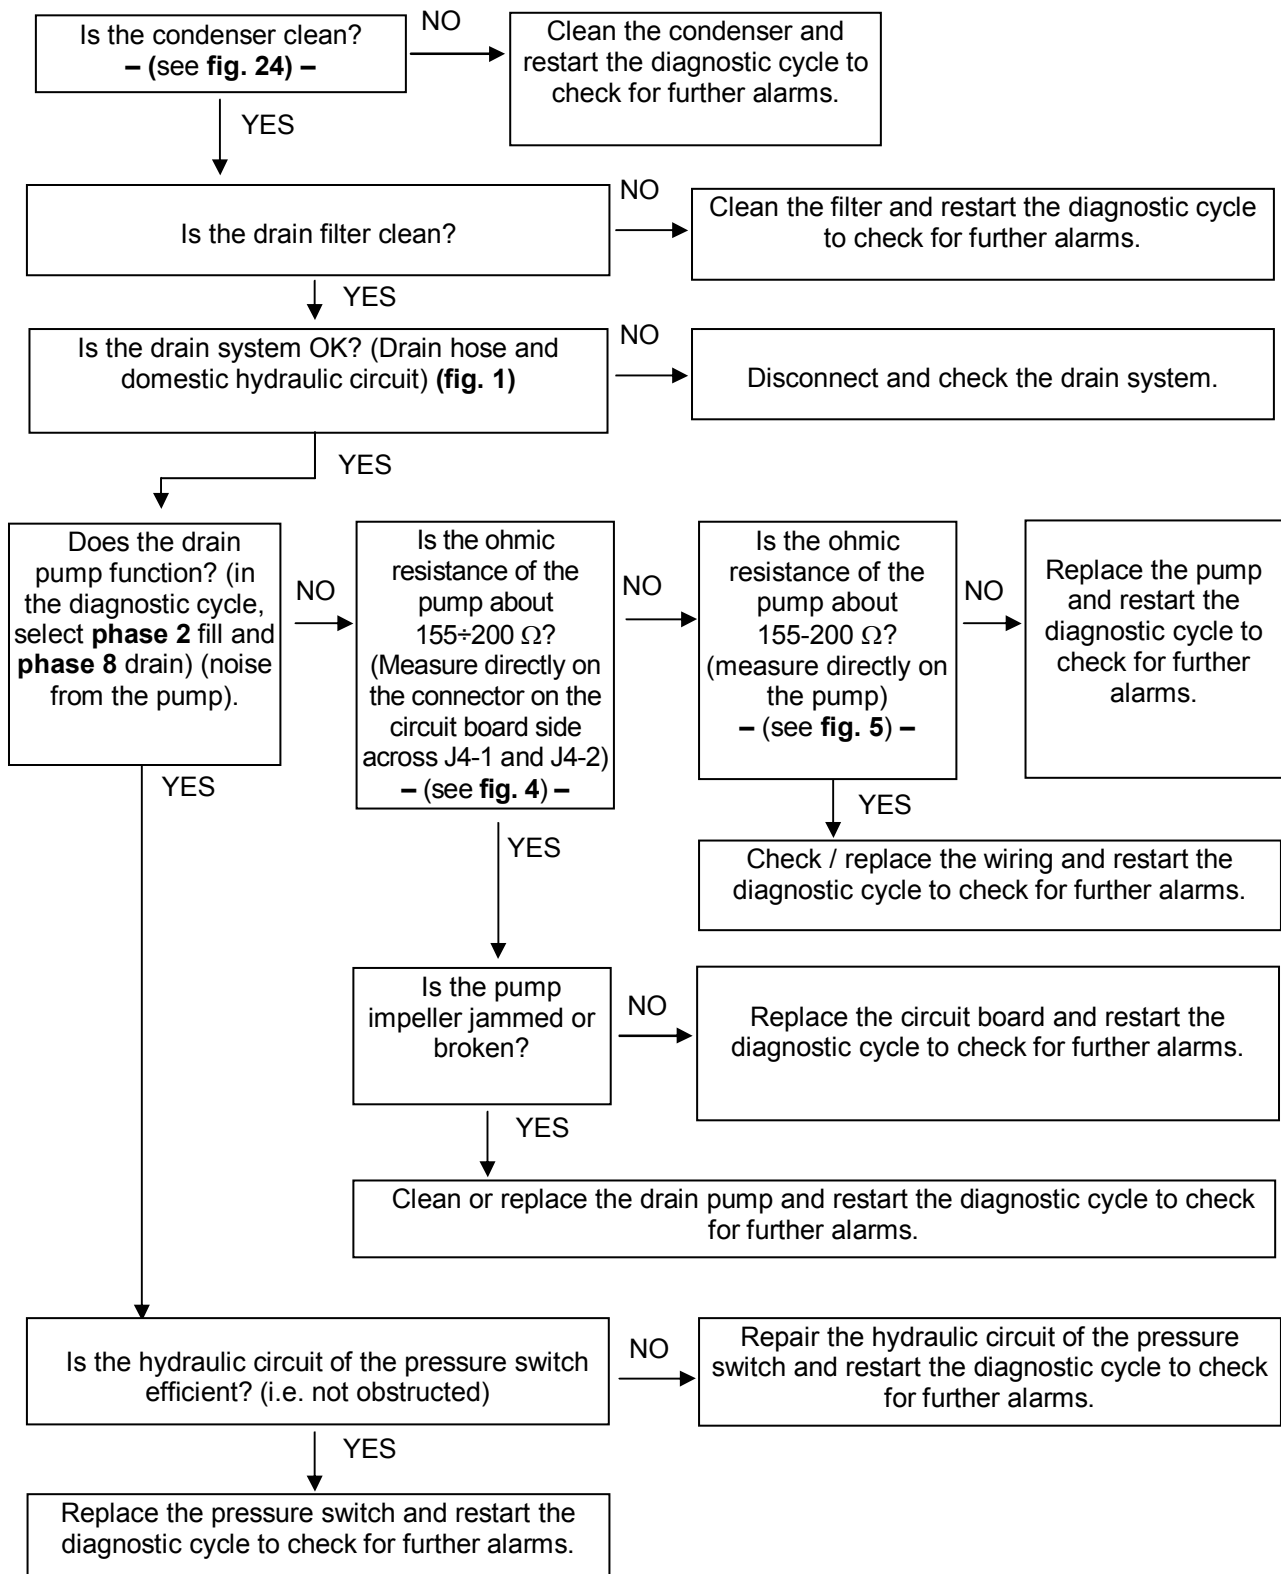 Is the condenser clean?
– (see fig. 24) –
NO
Clean the condenser and
restart the diagnostic cycle to
check for further alarms.
YES
Is the drain filter clean?
NO
Clean the filter and restart the diagnostic cycle
to check for further alarms.
YES
Is the drain system OK? (Drain hose and
domestic hydraulic circuit) (fig. 1)
NO
Disconnect and check the drain system.
YES
Does the drain
pump function? (in
the diagnostic cycle,
select phase 2 fill and
phase 8 drain) (noise
from the pump).
NO
Is the ohmic
resistance of the
pump about
155÷200 Ω?
(Measure directly on
the connector on the
circuit board side
across J4-1 and J4-2)
– (see fig. 4) –
NO
Is the ohmic
resistance of the
pump about
155-200 Ω?
(measure directly on
the pump)
– (see fig. 5) –
NO
Replace the pump
and restart the
diagnostic cycle to
check for further
alarms.
YES
YES
YES
Check / replace the wiring and restart the
diagnostic cycle to check for further alarms.
Is the pump
impeller jammed or
broken?
NO
Replace the circuit board and restart the
diagnostic cycle to check for further alarms.
YES
Clean or replace the drain pump and restart the diagnostic cycle to check
for further alarms.
Is the hydraulic circuit of the pressure switch
efficient? (i.e. not obstructed)
NO
Repair the hydraulic circuit of the pressure
switch and restart the diagnostic cycle to check
for further alarms.
YES
Replace the pressure switch and restart the
diagnostic cycle to check for further alarms.